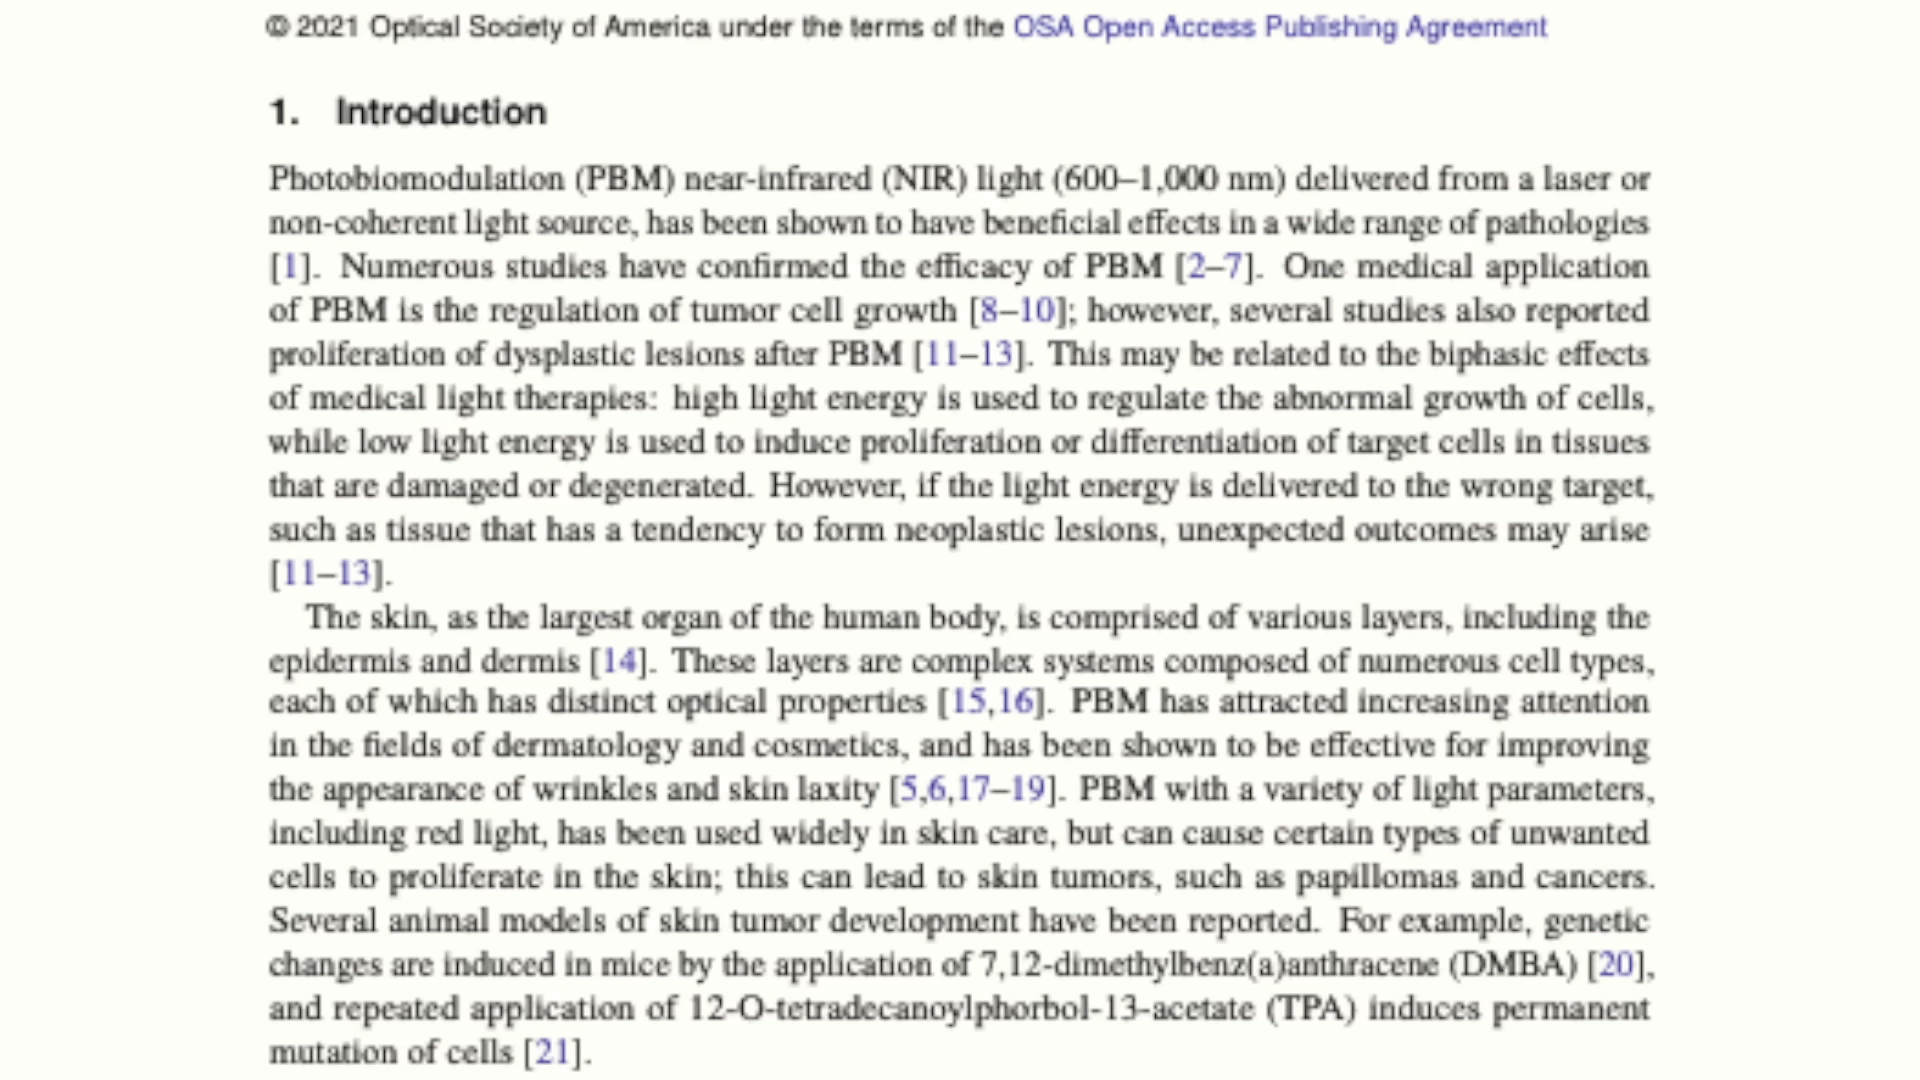 © 2021 Optical Society of America under the terms of the OSA Open Access Publishing Agreement
1. Introduction
Photobiomodulation (PBM) near-infrared (NIR) light (600–1,000 nm) delivered from a laser or
non-coherent light source, has been shown to have beneficial effects in a wide range of pathologies
[1]. Numerous studies have confirmed the efficacy of PBM [2–7]. One medical application
of PBM is the regulation of tumor cell growth [8–10]; however, several studies also reported
proliferation of dysplastic lesions after PBM [11–13]. This may be related to the biphasic effects
of medical light therapies: high light energy is used to regulate the abnormal growth of cells,
while low light energy is used to induce proliferation or differentiation of target cells in tissues
that are damaged or degenerated. However, if the light energy is delivered to the wrong target,
such as tissue that has a tendency to form neoplastic lesions, unexpected outcomes may arise
[11–13].
The skin, as the largest organ of the human body, is comprised of various layers, including the
epidermis and dermis [14]. These layers are complex systems composed of numerous cell types,
each of which has distinct optical properties [15,16]. PBM has attracted increasing attention
in the fields of dermatology and cosmetics, and has been shown to be effective for improving
the appearance of wrinkles and skin laxity [5,6,17–19]. PBM with a variety of light parameters,
including red light, has been used widely in skin care, but can cause certain types of unwanted
cells to proliferate in the skin; this can lead to skin tumors, such as papillomas and cancers.
Several animal models of skin tumor development have been reported. For example, genetic
changes are induced in mice by the application of 7,12-dimethylbenz(a)anthracene (DMBA) [20],
and repeated application of 12-O-tetradecanoylphorbol-13-acetate (TPA) induces permanent
mutation of cells [21].